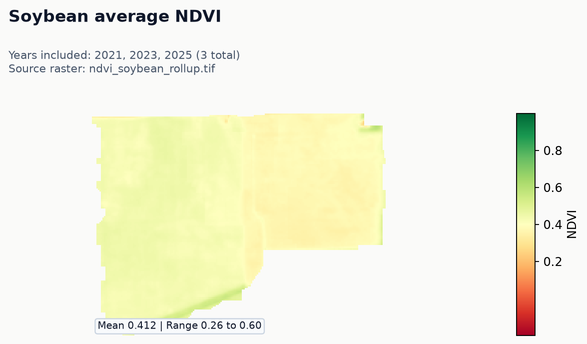 Soybean average NDVI
Years included: 2021, 2023, 2025 (3 total)
Source raster: ndvi_soybean_rollup.tif
0.8
0.6
0.4
0.2
NDVI
Mean 0.412 | Range 0.26 to 0.60